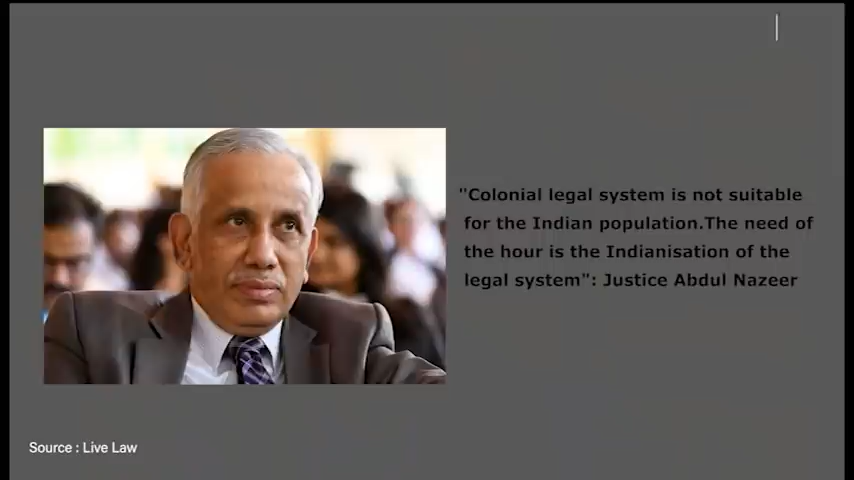 "Colonial legal system is not suitable
for the Indian population.The need of
the hour is the Indianisation of the
legal system": Justice Abdul Nazeer
Source : Live Law